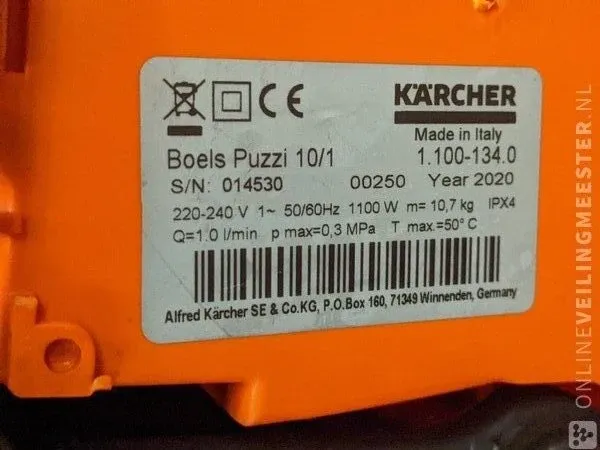 KÄRCHER
CE
Made in Italy
Boels Puzzi 10/1 1.100-134.0
S/N: 014530 00250 Year 2020
220-240 V 1~ 50/60Hz 1100 W m= 10,7 kg IPX4
Q=1.0 l/min p max=0,3 MPa T max.=50° C
Alfred Kärcher SE & Co.KG, P.O.Box 160, 71349 Winnenden, Germany
ONLINEVEILINGMEESTER.NL